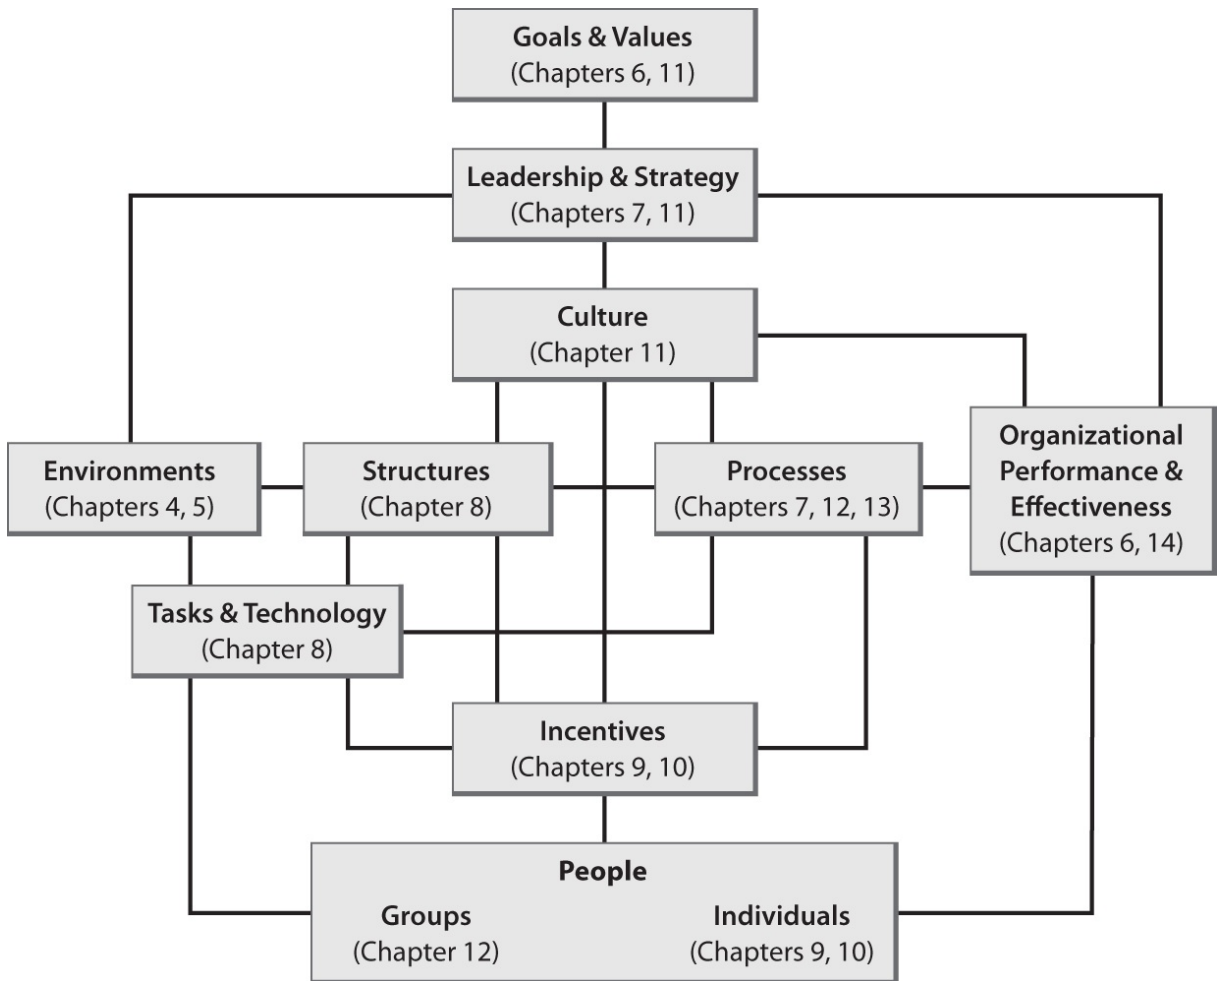 Goals & Values
(Chapters 6, 11)
Leadership & Strategy
(Chapters 7, 11)
Culture
(Chapter 11)
Environments
(Chapters 4, 5)
Structures
(Chapter 8)
Processes
(Chapters 7, 12, 13)
Organizational
Performance &
Effectiveness
(Chapters 6, 14)
Tasks & Technology
(Chapter 8)
Incentives
(Chapters 9, 10)
People
Groups
(Chapter 12)
Individuals
(Chapters 9, 10)